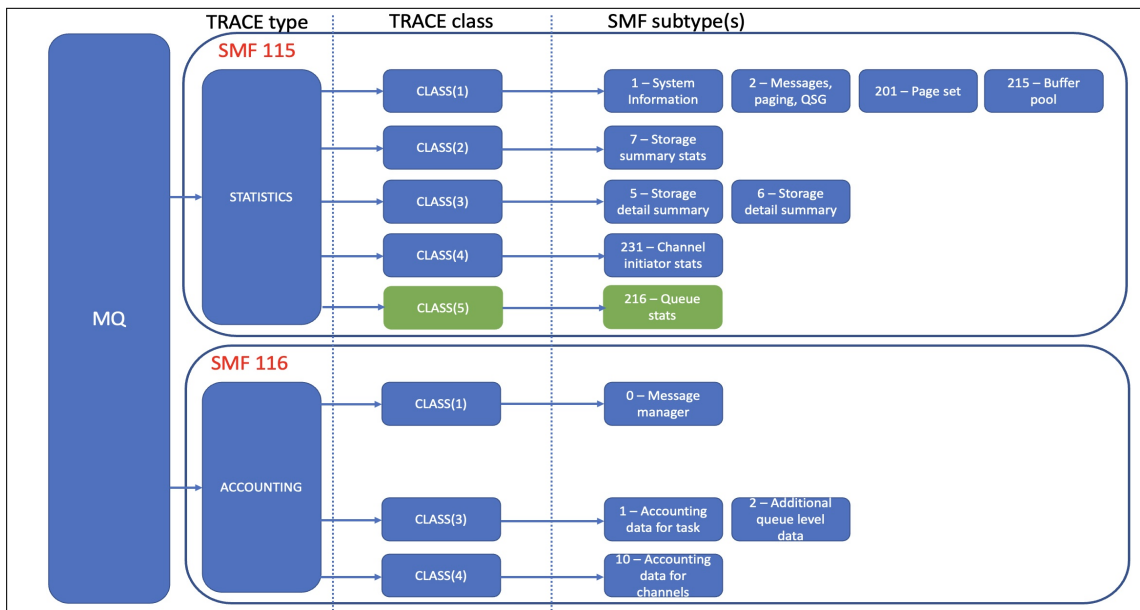 TRACE type
TRACE class
SMF subtype(s)
MQ
SMF 115
STATISTICS
CLASS(1)
1 – System
Information
2 – Messages,
paging, QSG
201 – Page set
215 – Buffer
pool
CLASS(2)
7 – Storage
summary stats
CLASS(3)
5 – Storage
detail summary
6 – Storage
detail summary
CLASS(4)
231 – Channel
initiator stats
CLASS(5)
216 – Queue
stats
SMF 116
ACCOUNTING
CLASS(1)
0 – Message
manager
CLASS(3)
1 – Accounting
data for task
2 – Additional
queue level
data
CLASS(4)
10 – Accounting
data for
channels